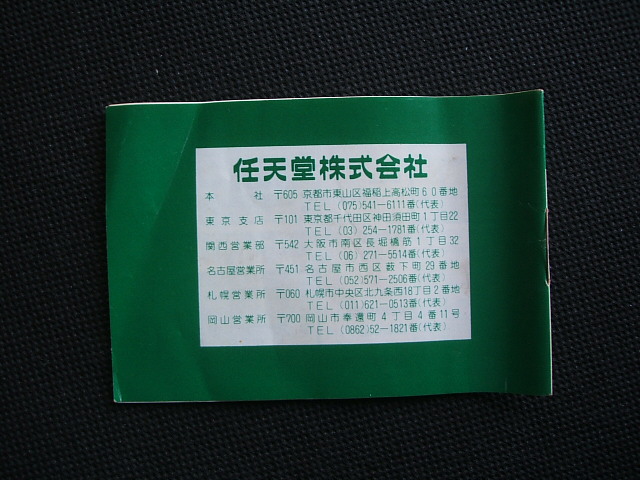 任天堂株式会社
本社 〒605 京都市東山区福稲上高松町60番地
TEL (075)541-6111番(代表)
東京支店 〒101 東京都千代田区神田須田町1丁目22
TEL (03) 254-1781番(代表)
関西営業部 〒542 大阪市南区長堀橋筋1丁目32
TEL (06) 271-5514番(代表)
名古屋営業所 〒451 名古屋市西区薮下町29番地
TEL (052)571-2506番(代表)
札幌営業所 〒060 札幌市中央区北九条西18丁目2番地
TEL (011)621-0513番(代表)
岡山営業所 〒700 岡山市奉還町4丁目4番11号
TEL (0862)52-1821番(代表)